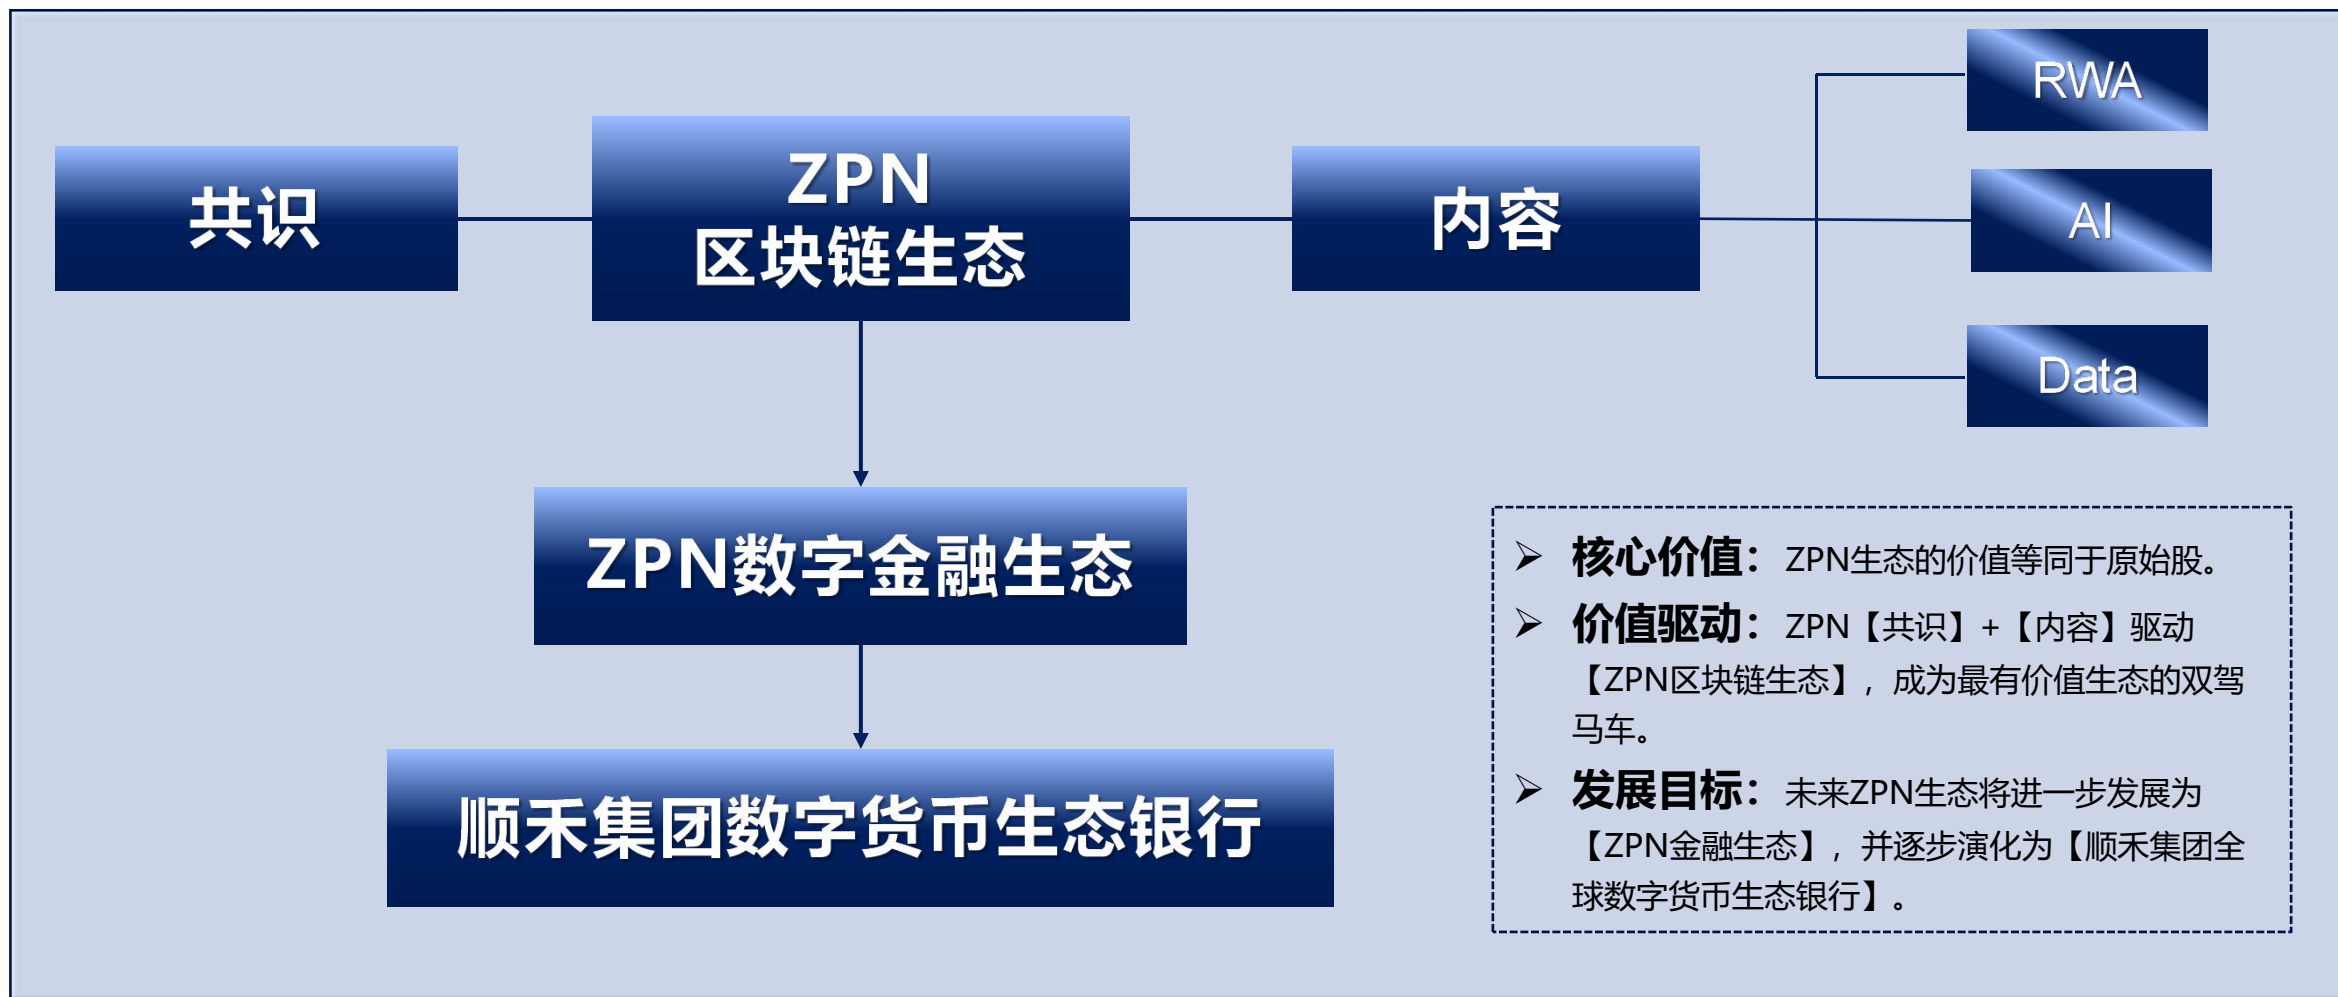 共识
ZPN
区块链生态
内容
RWA
AI
Data
ZPN数字金融生态
顺禾集团数字货币生态银行
核心价值：ZPN生态的价值等同于原始股。
价值驱动：ZPN【共识】+【内容】驱动
【ZPN区块链生态】，成为最有价值生态的双驾
马车。
发展目标：未来ZPN生态将进一步发展为
【ZPN金融生态】，并逐步演化为【顺禾集团全
球数字货币生态银行】。